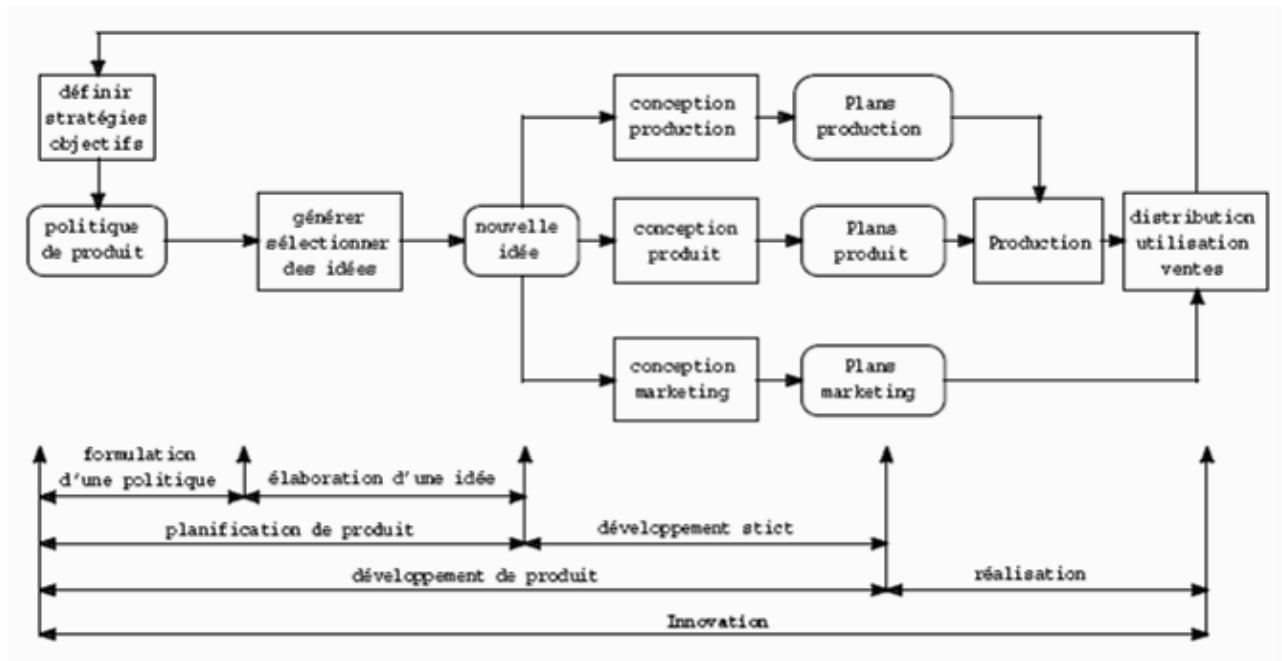 définir
stratégies
objectifs
politique
de produit
générer
sélectionner
des idées
nouvelle
idée
conception
production
Plans
production
conception
produit
Plans
produit
conception
marketing
Plans
marketing
Production
distribution
utilisation
ventes
formulation
d'une politique
élaboration d'une idée
planification de produit
développement stict
développement de produit
réalisation
Innovation